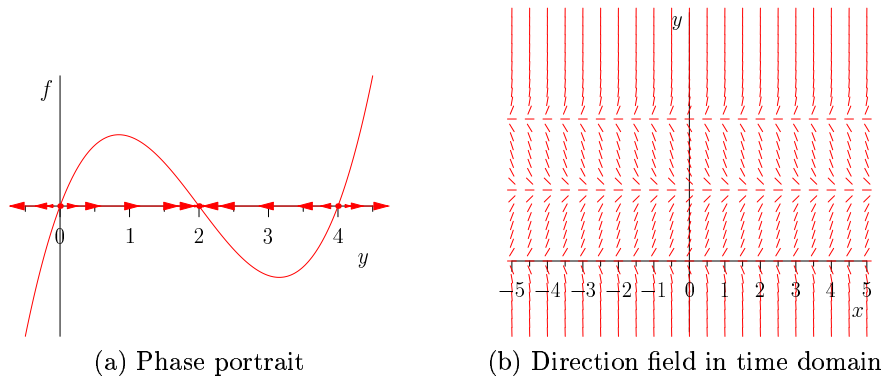 f
0 1 2 3 4
y
(a) Phase portrait
y
−5 −4 −3 −2 −1 0 1 2 3 4 5
x
(b) Direction field in time domain